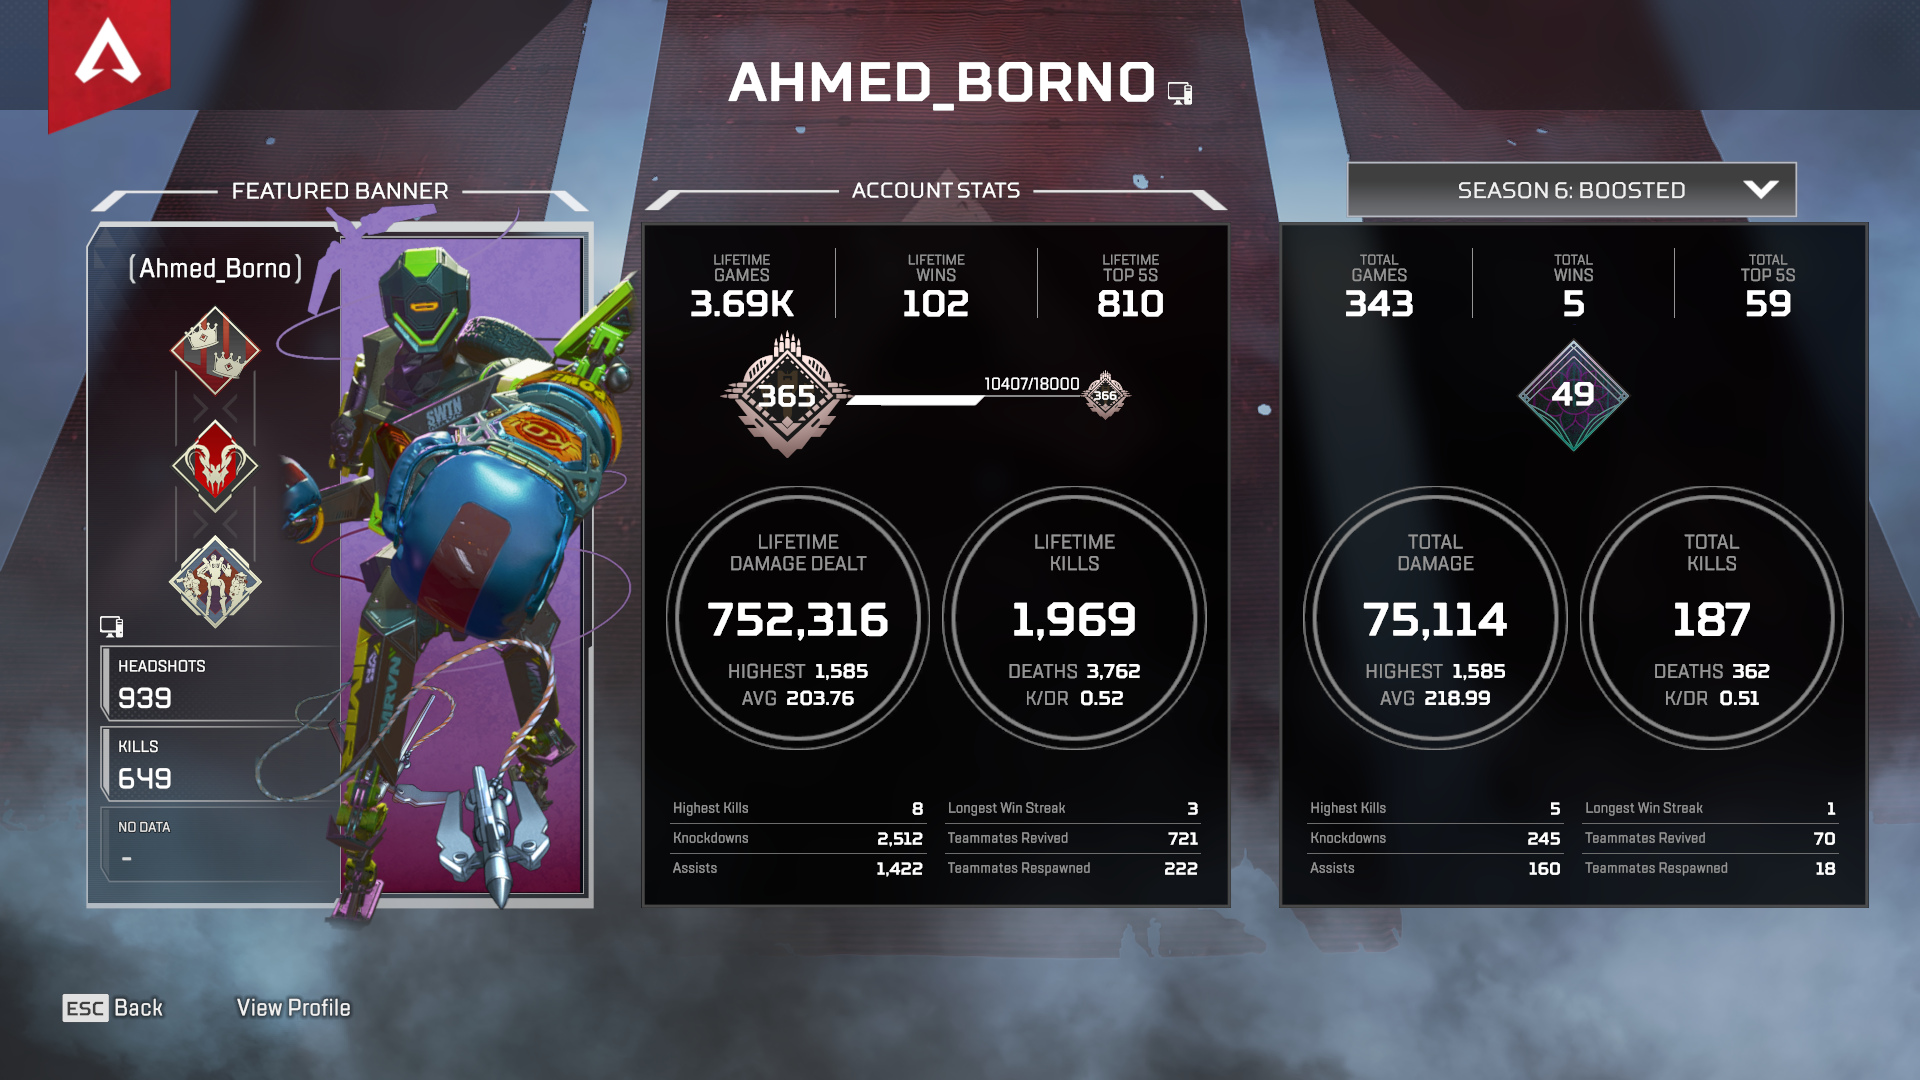 AHMED_BORNO
FEATURED BANNER
(Ahmed_Borno)
HEADSHOTS
939
KILLS
649
NO DATA
-
SWTN
MRVN
ACCOUNT STATS
LIFETIME
GAMES
3.69K
LIFETIME
WINS
102
LIFETIME
TOP 5S
810
365
10407/18000
366
LIFETIME
DAMAGE DEALT
752,316
HIGHEST 1,585
AVG 203.76
LIFETIME
KILLS
1,969
DEATHS 3,762
K/DR 0.52
Highest Kills 8
Knockdowns 2,512
Assists 1,422
Longest Win Streak 3
Teammates Revived 721
Teammates Respawned 222
SEASON 6: BOOSTED
TOTAL
GAMES
343
TOTAL
WINS
5
TOTAL
TOP 5S
59
49
TOTAL
DAMAGE
75,114
HIGHEST 1,585
AVG 218.99
TOTAL
KILLS
187
DEATHS 362
K/DR 0.51
Highest Kills 5
Knockdowns 245
Assists 160
Longest Win Streak 1
Teammates Revived 70
Teammates Respawned 18
ESC Back
View Profile